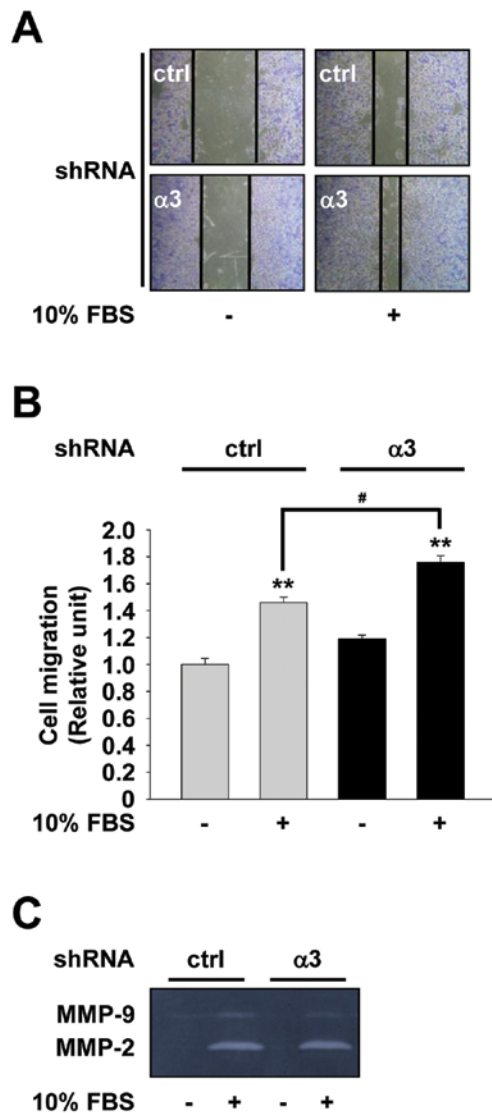 A
ctrl ctrl
shRNA
α3 α3
10% FBS - +
B
shRNA ctrl α3
#
** **
Cell migration
(Relative unit)
2.0
1.8
1.6
1.4
1.2
1.0
0.8
0.6
0.4
0.2
0
10% FBS - + - +
C
shRNA ctrl α3
MMP-9
MMP-2
10% FBS - + - +